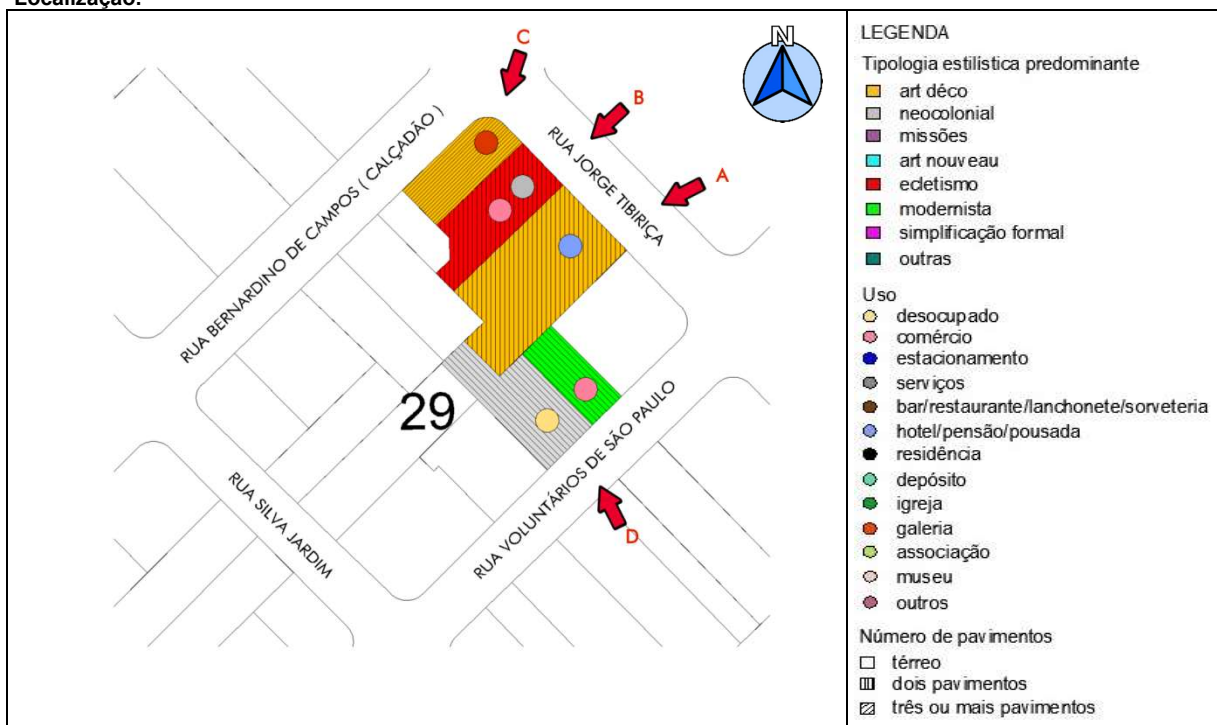 Localização:
C
N
B
A
RUA BERNARDINO DE CAMPOS ( CALÇADÃO )
RUA JORGE TIBIRIÇA
29
RUA SILVA JARDIM
RUA VOLUNTÁRIOS DE SÃO PAULO
D
LEGENDA
Tipologia estilística predominante
art déco
neocolonial
missões
art nouveau
ecletismo
modernista
simplificação formal
outras
Uso
desocupado
comércio
estacionamento
serviços
bar/restaurante/lanchonete/sorveteria
hotel/pensão/pousada
residência
depósito
igreja
galeria
associação
museu
outros
Número de pavimentos
térreo
dois pavimentos
três ou mais pavimentos